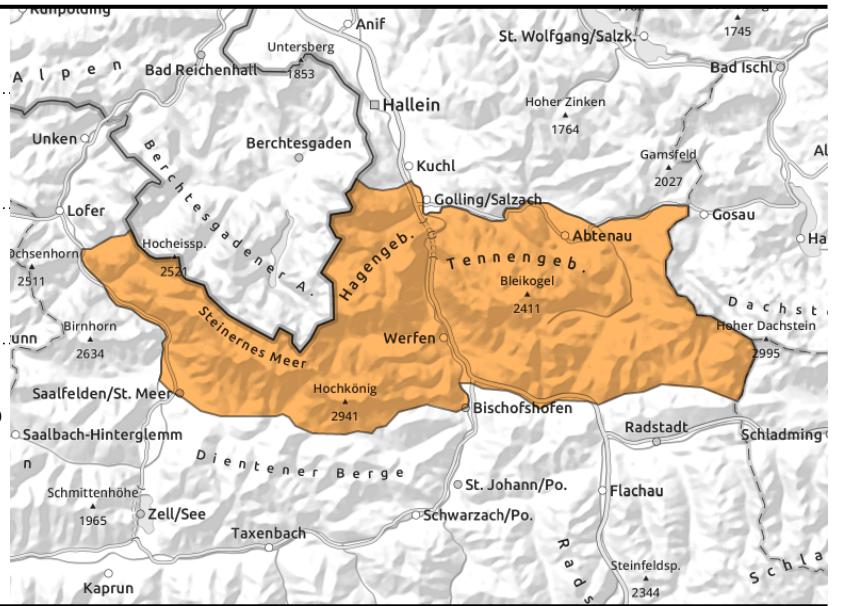 Anif
1745
St. Wolfgang/Salzk.
Untersberg
1853
Alpen
Bad Reichenhall
Bad Ischl
Hallein
Hoher Zinken
1764
Unken
Berchtesgaden
Gamsfeld
2027
Kuchl
Berchtesgadener A.
Golling/Salzach
Lofer
Gosau
Hocheissp.
2521
Hagengeb.
Abtenau
Tennengeb.
2511
Bleikogel
2411
Steinernes Meer
Birnhorn
2634
Werfen
Hoher Dachstein
2995
Saalfelden/St. Meer
Hochkönig
2941
Bischofshofen
Saalbach-Hinterglemm
Radstadt
Schladming
Dientener Berge
Schmittenhöhe
1965
St. Johann/Po.
Flachau
Zell/See
Schwarzach/Po.
Taxenbach
Steinfeldsp.
2344
Kaprun